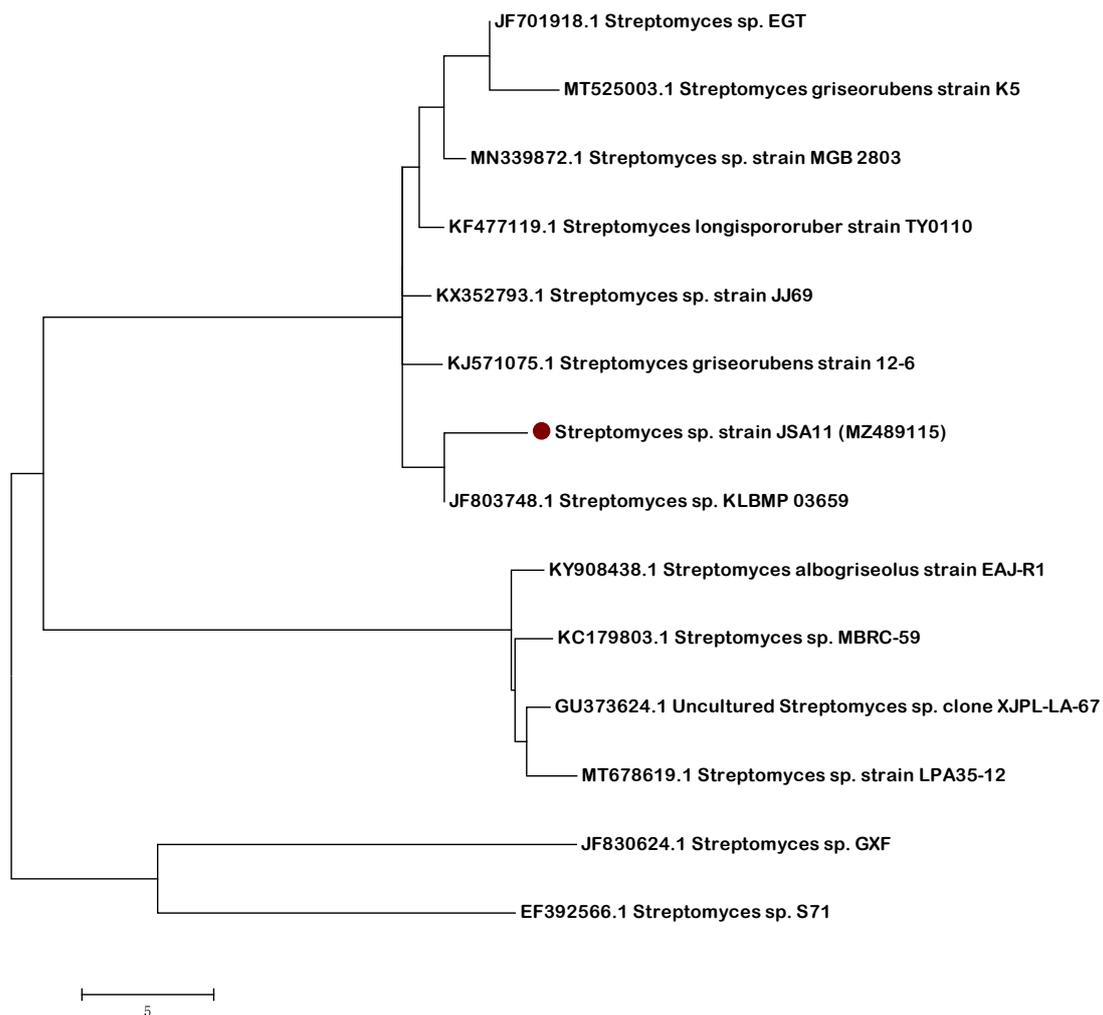 JF701918.1 Streptomyces sp. EGT
MT525003.1 Streptomyces griseorubens strain K5
MN339872.1 Streptomyces sp. strain MGB 2803
KF477119.1 Streptomyces longispororuber strain TY0110
KX352793.1 Streptomyces sp. strain JJ69
KJ571075.1 Streptomyces griseorubens strain 12-6
Streptomyces sp. strain JSA11 (MZ489115)
JF803748.1 Streptomyces sp. KLBMP 03659
KY908438.1 Streptomyces albogriseolus strain EAJ-R1
KC179803.1 Streptomyces sp. MBRC-59
GU373624.1 Uncultured Streptomyces sp. clone XJPL-LA-67
MT678619.1 Streptomyces sp. strain LPA35-12
JF830624.1 Streptomyces sp. GXF
EF392566.1 Streptomyces sp. S71
5